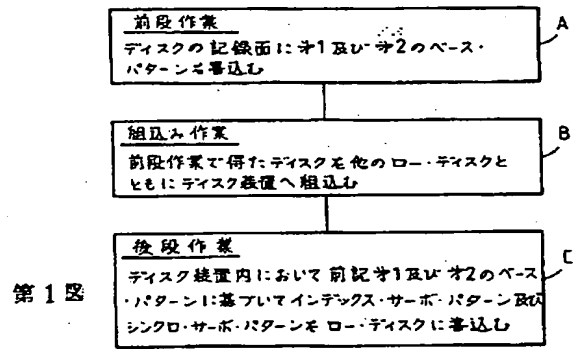 前段作業
A
ディスクの記録面に才1及び才2のベース・
パターンを書込む
組込み作業
B
前段作業で得たディスクを他のロー・ディスクと
ともにディスク装置へ組込む
後段作業
C
ディスク装置内において前記才1及び才2のベース
・パターンに基づいてインデックス・サーボ・パターン及び
シンクロ・サーボ・パターンをロー・ディスクに書込む
第1図